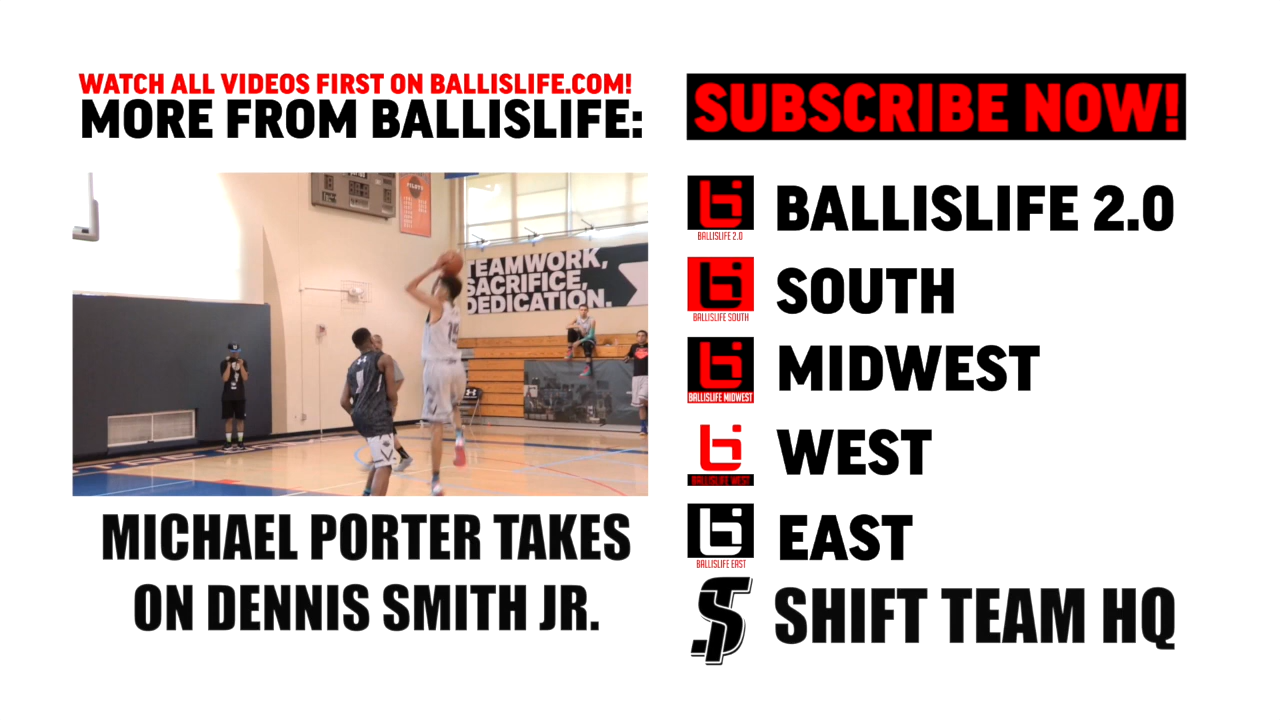 WATCH ALL VIDEOS FIRST ON BALLISLIFE.COM!
MORE FROM BALLISLIFE:
TEAMWORK,
SACRIFICE,
DEDICATION.
MICHAEL PORTER TAKES
ON DENNIS SMITH JR.
SUBSCRIBE NOW!
BALLISLIFE 2.0
BALLISLIFE 2.0
BALLISLIFE SOUTH
SOUTH
BALLISLIFE MIDWEST
MIDWEST
BALLISLIFE WEST
WEST
BALLISLIFE EAST
EAST
SHIFT TEAM HQ